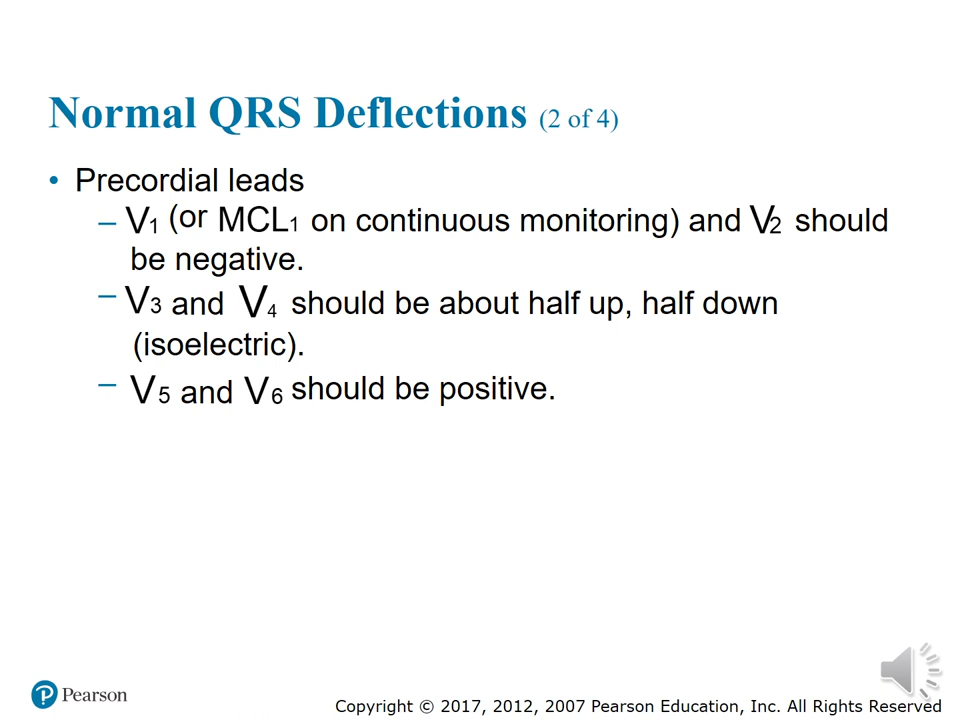 Normal QRS Deflections (2 of 4)
• Precordial leads
– V₁ (or MCL₁ on continuous monitoring) and V₂ should
be negative.
– V₃ and V₄ should be about half up, half down
(isoelectric).
– V₅ and V₆ should be positive.
P Pearson
Copyright © 2017, 2012, 2007 Pearson Education, Inc. All Rights Reserved